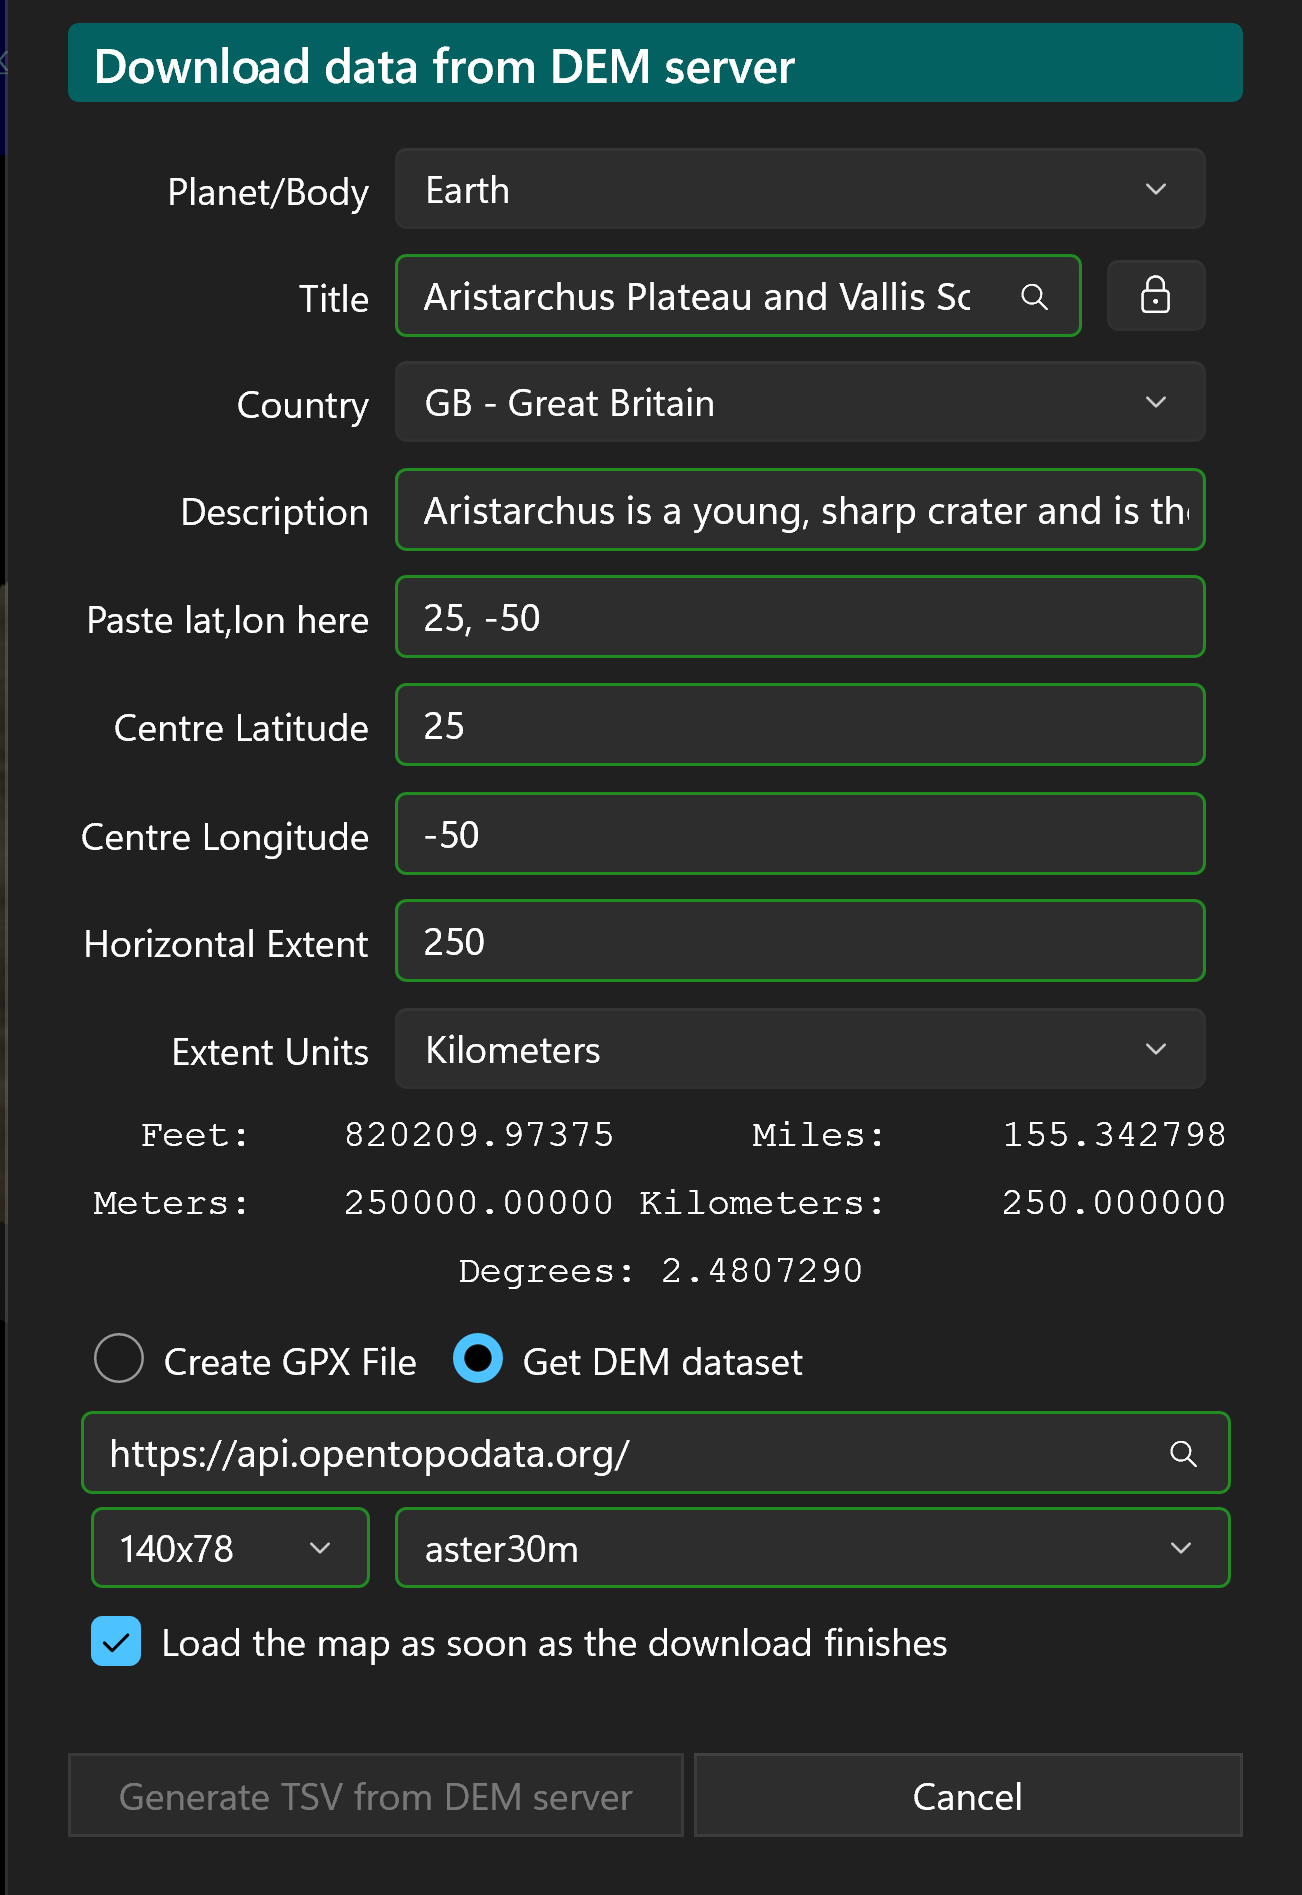 Download data from DEM server
Planet/Body Earth
Title Aristarchus Plateau and Vallis Sc
Country GB - Great Britain
Description Aristarchus is a young, sharp crater and is the
Paste lat,lon here 25, -50
Centre Latitude 25
Centre Longitude -50
Horizontal Extent 250
Extent Units Kilometers
Feet: 820209.97375 Miles: 155.342798
Meters: 250000.00000 Kilometers: 250.000000
Degrees: 2.4807290
Create GPX File Get DEM dataset
https://api.opentopodata.org/
140x78 aster30m
Load the map as soon as the download finishes
Generate TSV from DEM server Cancel